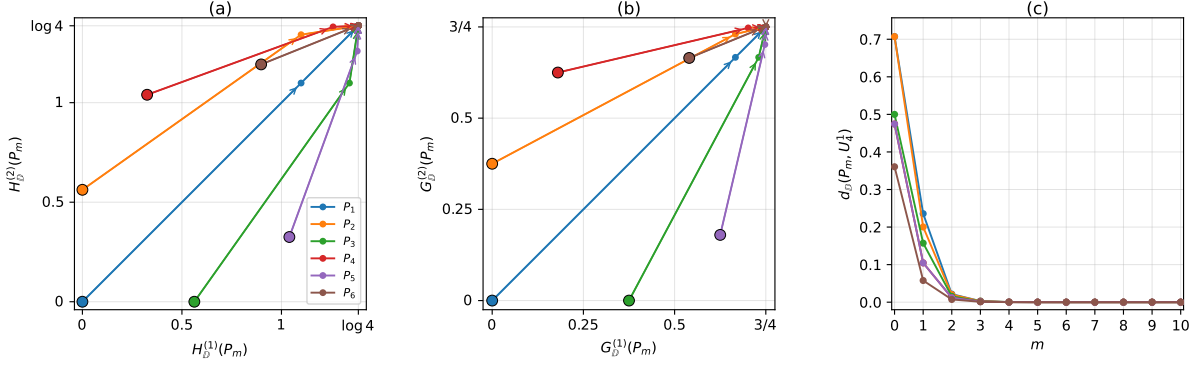 (a)
log 4
1
0.5
0
0
0.5
1
log 4
H_𝔻^{(2)}(P_m)
H_𝔻^{(1)}(P_m)
P_1
P_2
P_3
P_4
P_5
P_6
(b)
3/4
0.5
0.25
0
0
0.25
0.5
3/4
G_𝔻^{(2)}(P_m)
G_𝔻^{(1)}(P_m)
(c)
0.7
0.6
0.5
0.4
0.3
0.2
0.1
0.0
0 1 2 3 4 5 6 7 8 9 10
d_𝔻(P_m, U_4^1)
m